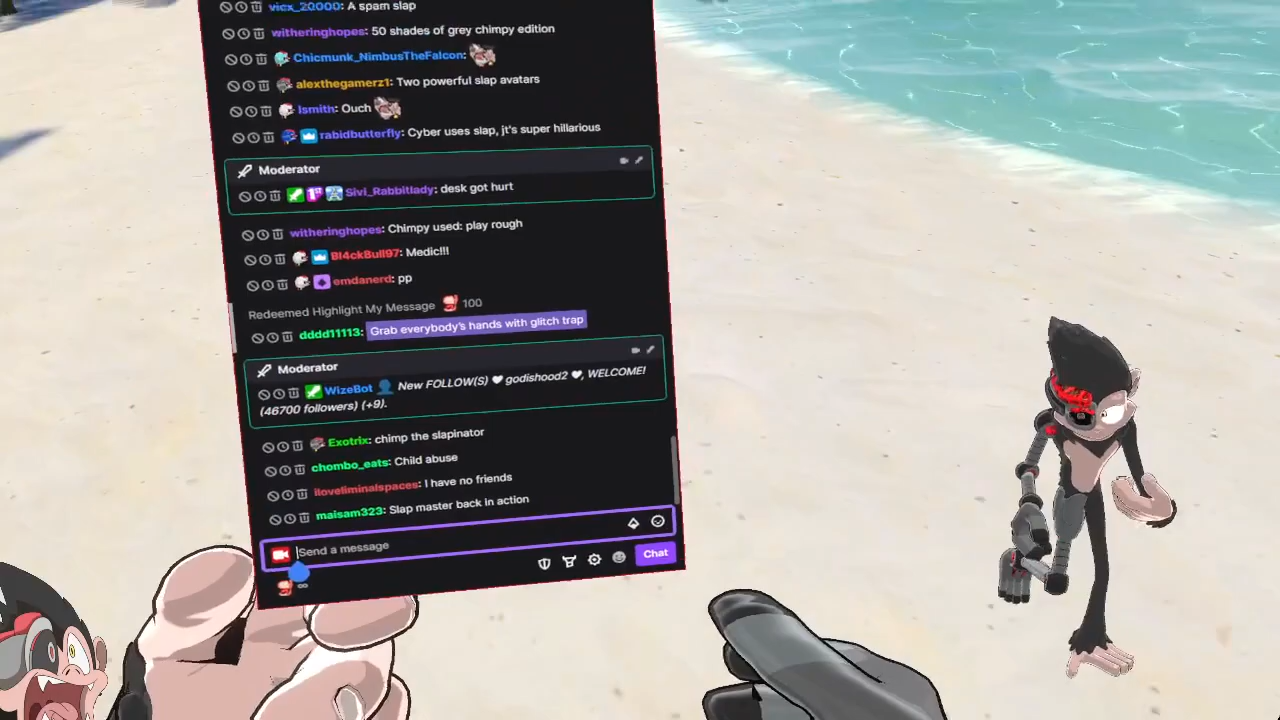 vicx_20000: A spam slap
witheringhopes: 50 shades of grey chimpy edition
Chicmunk_NimbusTheFalcon:
alexthegamerz1: Two powerful slap avatars
lsmith: Ouch
rabidbutterfly: Cyber uses slap, jt's super hillarious
Moderator
Sivi_Rabbitlady: desk got hurt
witheringhopes: Chimpy used: play rough
Bl4ckBull97: Medic!!!
emdanerd: pp
Redeemed Highlight My Message 100
dddd11113: Grab everybody's hands with glitch trap
Moderator
WizeBot 👤 New FOLLOW(S) ❤ godishood2 ❤, WELCOME!
(46700 followers) (+9).
Exotrix: chimp the slapinator
chombo_eats: Child abuse
iloveliminalspaces: I have no friends
maisam323: Slap master back in action
Send a message
∞
Chat